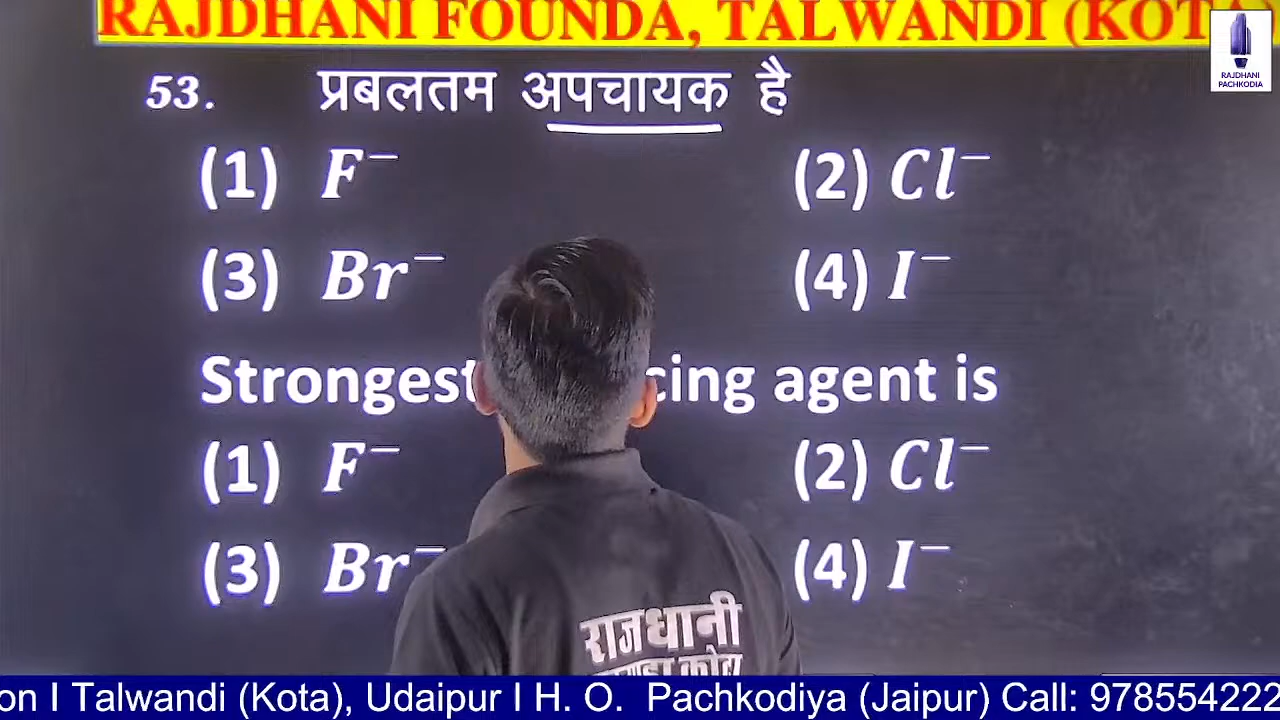 RAJDHANI FOUNDA, TALWANDI (KOTA)
RAJDHANI
PACHKODIA
53. प्रबलतम अपचायक है
(1) F⁻ (2) Cl⁻
(3) Br⁻ (4) I⁻
Strongest cing agent is
(1) F⁻ (2) Cl⁻
(3) Br⁻ (4) I⁻
राजधानी
कोटा
on I Talwandi (Kota), Udaipur I H. O. Pachkodiya (Jaipur) Call: 978554222